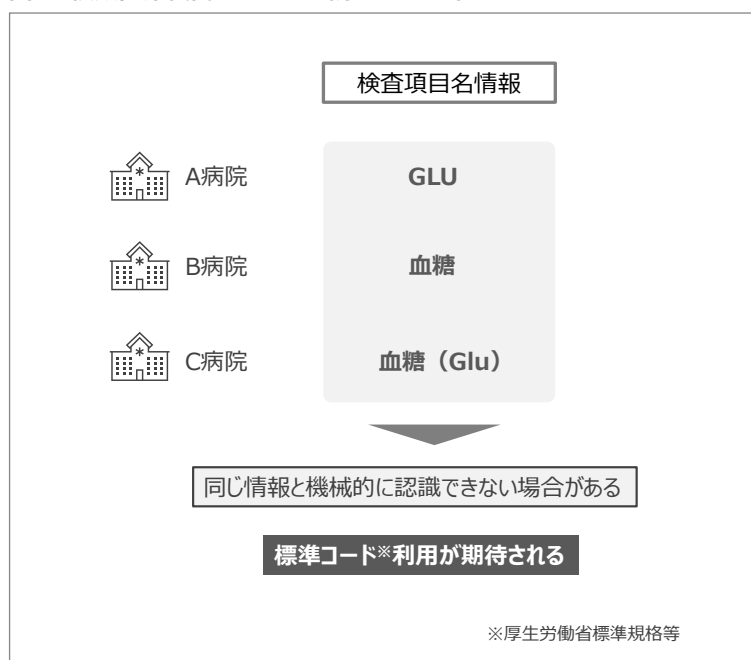 検査項目名情報
A病院
GLU
B病院
血糖
C病院
血糖（Glu）
同じ情報と機械的に認識できない場合がある
標準コード※利用が期待される
※厚生労働省標準規格等